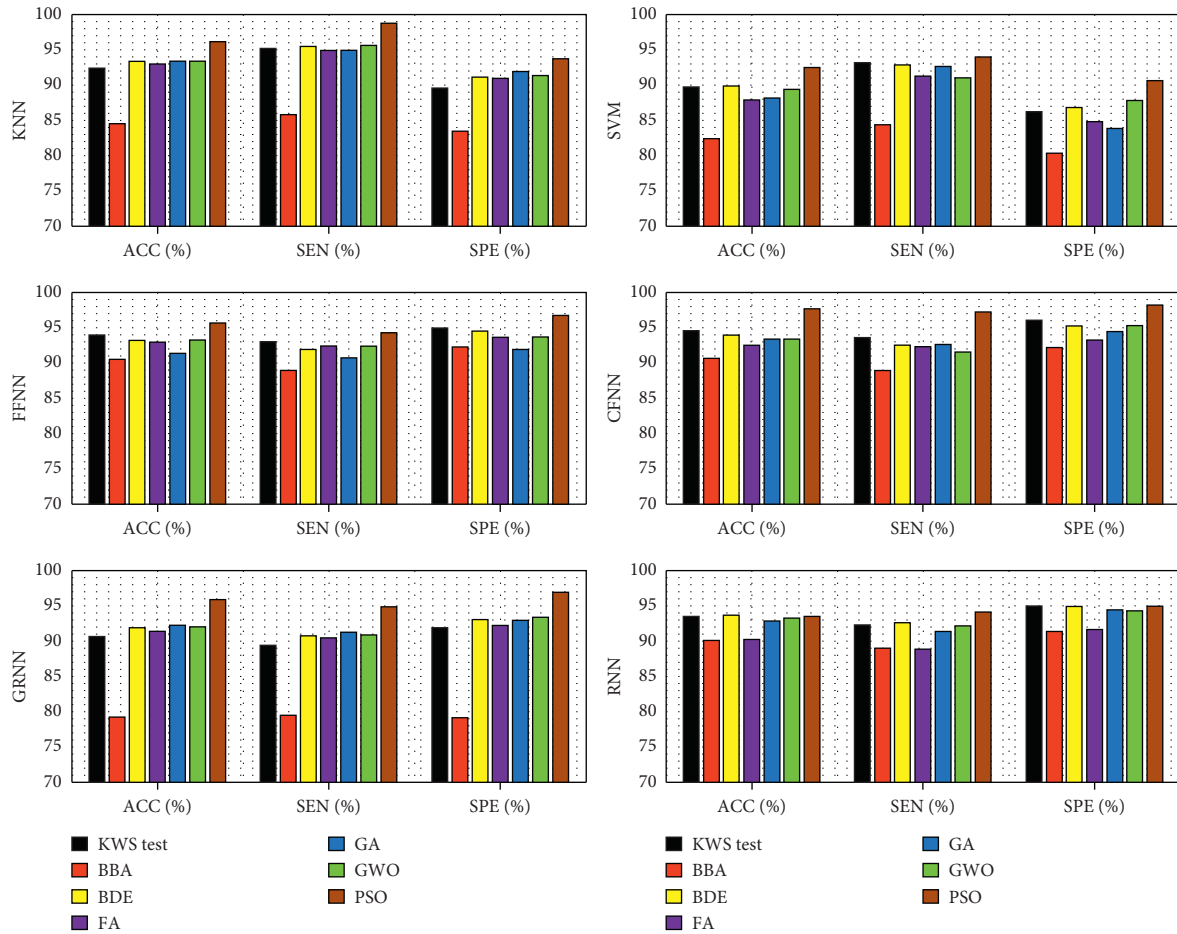 100
95
90
85
80
75
70
KNN
ACC (%) SEN (%) SPE (%)
100
95
90
85
80
75
70
SVM
ACC (%) SEN (%) SPE (%)
100
95
90
85
80
75
70
FFNN
ACC (%) SEN (%) SPE (%)
100
95
90
85
80
75
70
CFNN
ACC (%) SEN (%) SPE (%)
100
95
90
85
80
75
70
GRNN
ACC (%) SEN (%) SPE (%)
100
95
90
85
80
75
70
RNN
ACC (%) SEN (%) SPE (%)
KWS test
BBA
BDE
FA
GA
GWO
PSO
KWS test
BBA
BDE
FA
GA
GWO
PSO